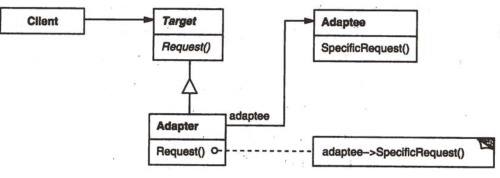 Client
Target
Request()
Adaptee
SpecificRequest()
adaptee
Adapter
Request()
adaptee->SpecificRequest()